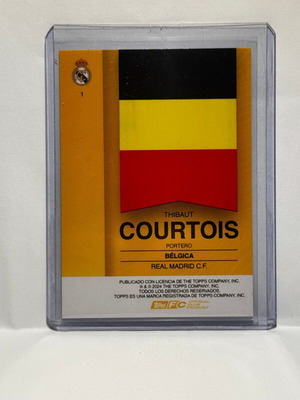 1
THIBAUT
COURTOIS
PORTERO
BÉLGICA
REAL MADRID C.F.
PUBLICADO CON LICENCIA DE THE TOPPS COMPANY, INC.
® & © 2024 THE TOPPS COMPANY, INC.
TODOS LOS DERECHOS RESERVADOS.
TOPPS ES UNA MARCA REGISTRADA DE TOPPS COMPANY, INC.
FC